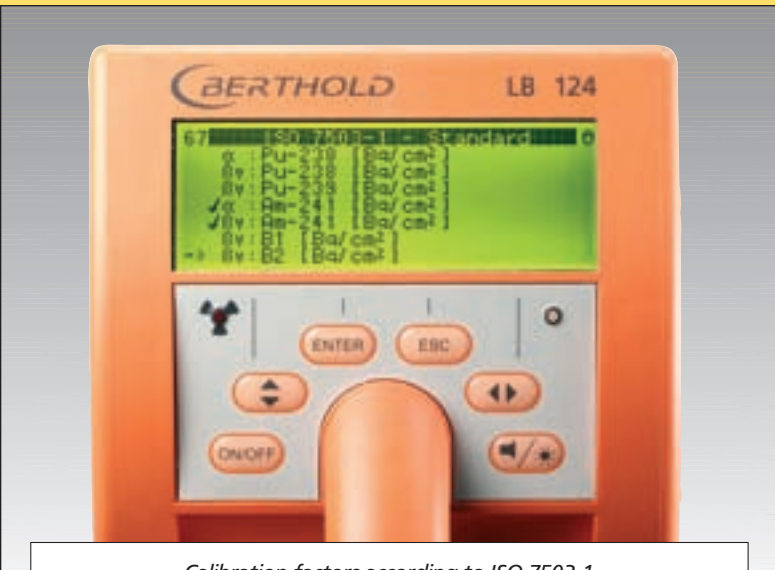 BERTHOLD LB 124
67 ISO 7503-1 - Standard
α : Pu-238 [Bq/cm²]
βγ: Pu-238 [Bq/cm²]
βγ: Pu-239 [Bq/cm²]
✓α : Am-241 [Bq/cm²]
✓βγ: Am-241 [Bq/cm²]
βγ: B1 [Bq/cm²]
βγ: B2 [Bq/cm²]
ENTER ESC
ON/OFF
Calibration factors according to ISO 7503-1